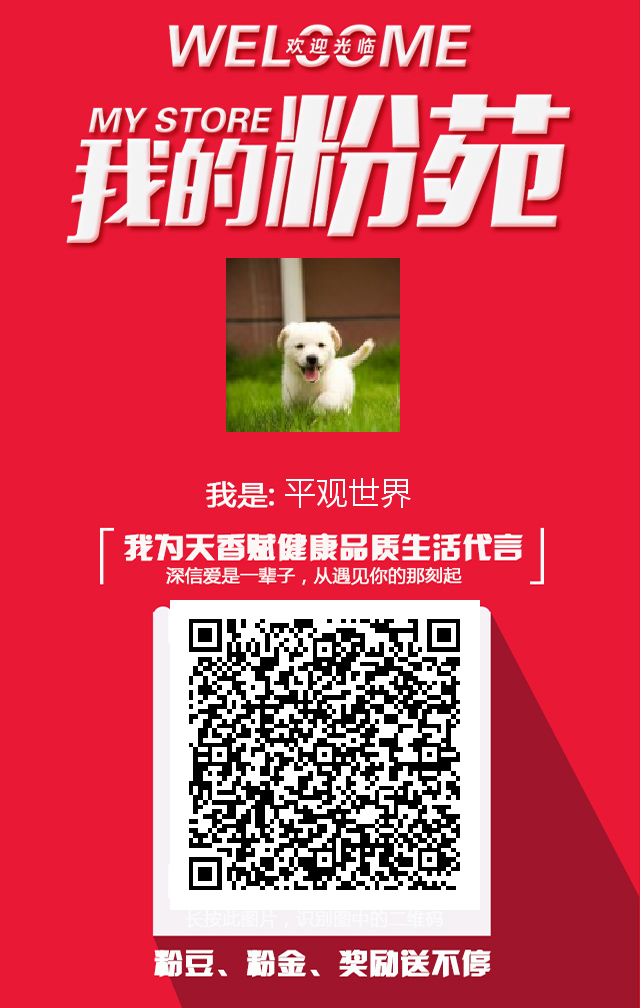 WELCOME
欢迎光临
MY STORE
我的粉苑
我是: 平观世界
我为天香赋健康品质生活代言
深信爱是一辈子，从遇见你的那刻起
长按此图片，识别图中的二维码
粉豆、粉金、奖励送不停